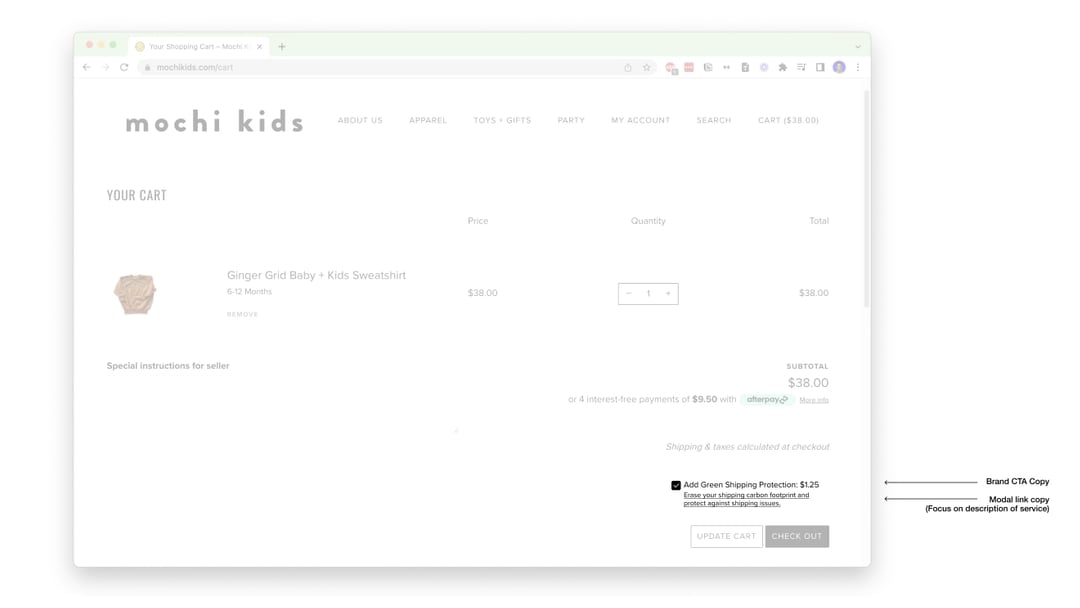 Your Shopping Cart – Mochi K
mochikids.com/cart
mochi kids
ABOUT US
APPAREL
TOYS + GIFTS
PARTY
MY ACCOUNT
SEARCH
CART ($38.00)
YOUR CART
Price
Quantity
Total
Ginger Grid Baby + Kids Sweatshirt
6-12 Months
$38.00
− 1 +
$38.00
REMOVE
Special instructions for seller
SUBTOTAL
$38.00
or 4 interest-free payments of $9.50 with afterpay More info
Shipping & taxes calculated at checkout
Add Green Shipping Protection: $1.25
Erase your shipping carbon footprint and
protect against shipping issues.
Brand CTA Copy
Modal link copy
(Focus on description of service)
UPDATE CART
CHECK OUT